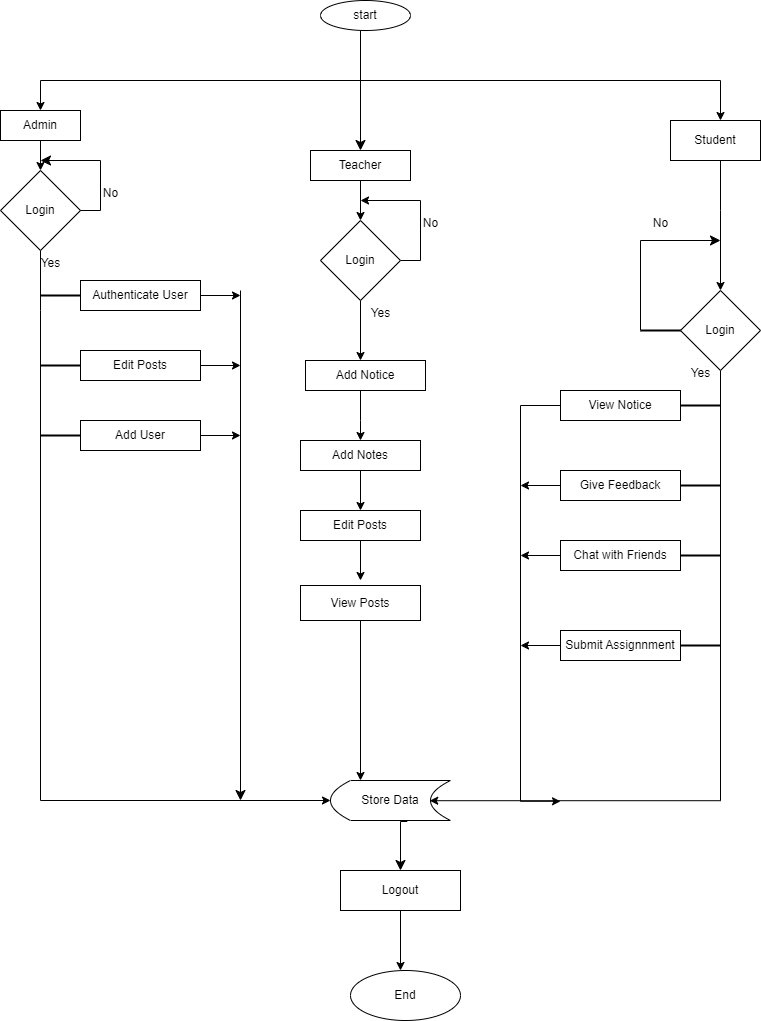 start
Admin
Student
Teacher
No
Login
No
No
Login
Yes
Login
Authenticate User
Yes
Edit Posts
Add Notice
Yes
View Notice
Add User
Add Notes
Give Feedback
Edit Posts
Chat with Friends
View Posts
Submit Assignnment
Store Data
Logout
End